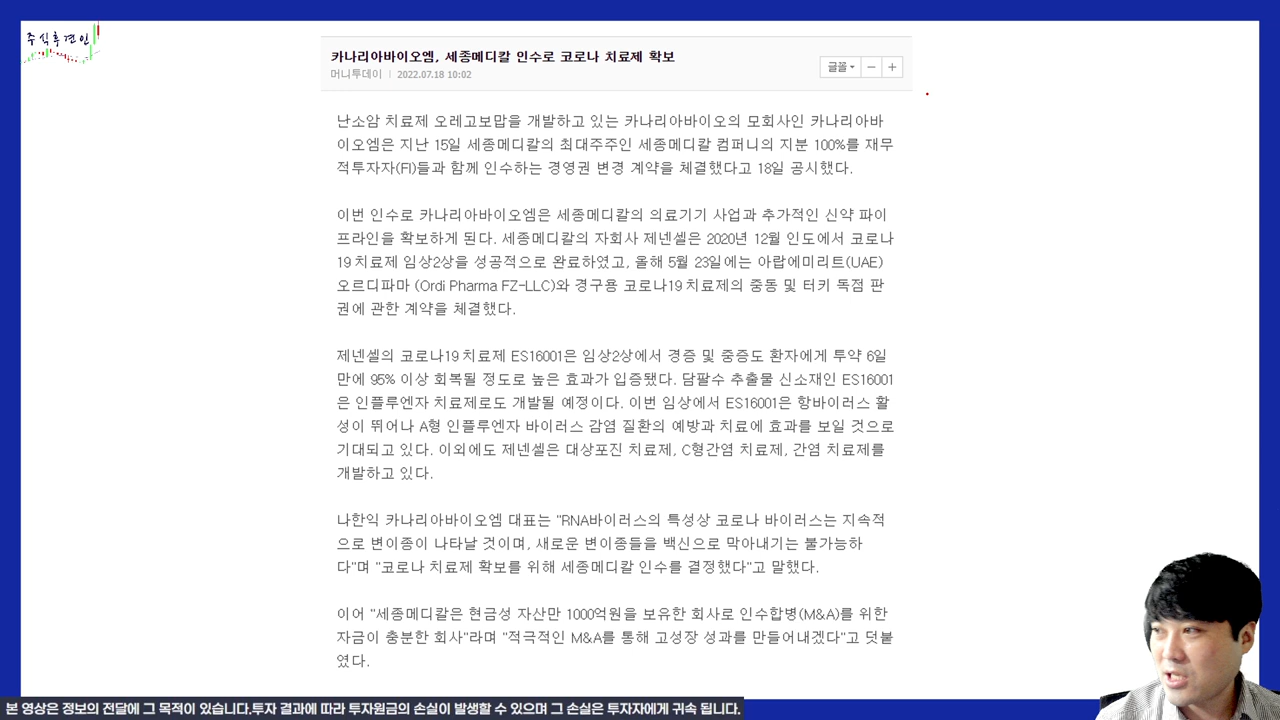 주식후견인
카나리아바이오엠, 세종메디칼 인수로 코로나 치료제 확보
머니투데이 | 2022.07.18 10:02
글꼴 - +
난소암 치료제 오레고보맙을 개발하고 있는 카나리아바이오의 모회사인 카나리아바
이오엠은 지난 15일 세종메디칼의 최대주주인 세종메디칼 컴퍼니의 지분 100%를 재무
적투자자(FI)들과 함께 인수하는 경영권 변경 계약을 체결했다고 18일 공시했다.
이번 인수로 카나리아바이오엠은 세종메디칼의 의료기기 사업과 추가적인 신약 파이
프라인을 확보하게 된다. 세종메디칼의 자회사 제넨셀은 2020년 12월 인도에서 코로나
19 치료제 임상2상을 성공적으로 완료하였고, 올해 5월 23일에는 아랍에미리트(UAE)
오르디파마 (Ordi Pharma FZ-LLC)와 경구용 코로나19 치료제의 중동 및 터키 독점 판
권에 관한 계약을 체결했다.
제넨셀의 코로나19 치료제 ES16001은 임상2상에서 경증 및 중증도 환자에게 투약 6일
만에 95% 이상 회복될 정도로 높은 효과가 입증됐다. 담팔수 추출물 신소재인 ES16001
은 인플루엔자 치료제로도 개발될 예정이다. 이번 임상에서 ES16001은 항바이러스 활
성이 뛰어나 A형 인플루엔자 바이러스 감염 질환의 예방과 치료에 효과를 보일 것으로
기대되고 있다. 이외에도 제넨셀은 대상포진 치료제, C형간염 치료제, 간염 치료제를
개발하고 있다.
나한익 카나리아바이오엠 대표는 "RNA바이러스의 특성상 코로나 바이러스는 지속적
으로 변이종이 나타날 것이며, 새로운 변이종들을 백신으로 막아내기는 불가능하
다"며 "코로나 치료제 확보를 위해 세종메디칼 인수를 결정했다"고 말했다.
이어 "세종메디칼은 현금성 자산만 1000억원을 보유한 회사로 인수합병(M&A)를 위한
자금이 충분한 회사"라며 "적극적인 M&A를 통해 고성장 성과를 만들어내겠다"고 덧붙
였다.
본 영상은 정보의 전달에 그 목적이 있습니다.투자 결과에 따라 투자원금의 손실이 발생할 수 있으며 그 손실은 투자자에게 귀속 됩니다.